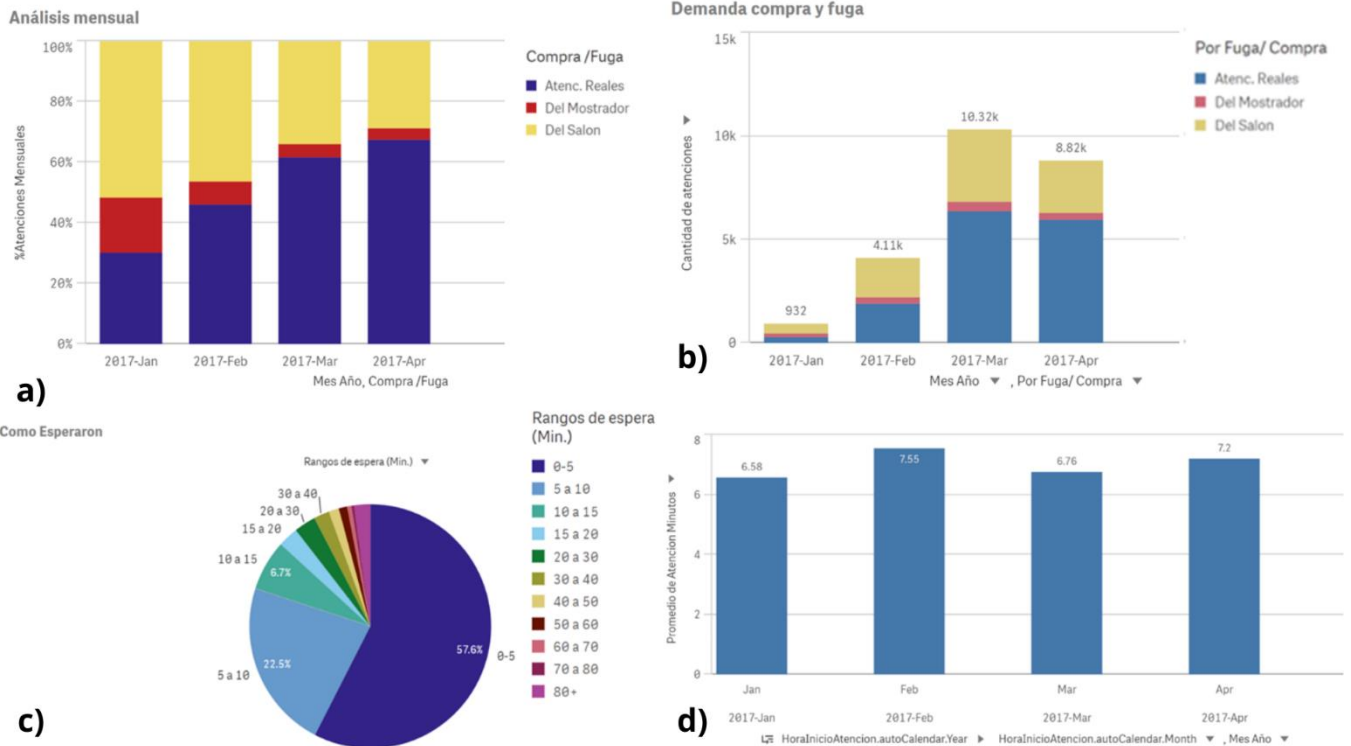 Análisis mensual
100%
80%
60%
40%
20%
0%
%Atenciones Mensuales
2017-Jan 2017-Feb 2017-Mar 2017-Apr
Mes Año, Compra /Fuga
Compra /Fuga
Atenc. Reales
Del Mostrador
Del Salon
a)
Demanda compra y fuga
15k
10k
5k
0
Cantidad de atenciones
932
4.11k
10.32k
8.82k
2017-Jan 2017-Feb 2017-Mar 2017-Apr
Mes Año , Por Fuga/ Compra
Por Fuga/ Compra
Atenc. Reales
Del Mostrador
Del Salon
b)
Como Esperaron
Rangos de espera (Min.)
30 a 40
20 a 30
15 a 20
10 a 15
6.7%
22.5%
5 a 10
57.6%
0-5
Rangos de espera
(Min.)
0-5
5 a 10
10 a 15
15 a 20
20 a 30
30 a 40
40 a 50
50 a 60
60 a 70
70 a 80
80+
c)
8
6
4
2
0
Promedio de Atencion Minutos
6.58
7.55
6.76
7.2
Jan Feb Mar Apr
2017-Jan 2017-Feb 2017-Mar 2017-Apr
HoraInicioAtencion.autoCalendar.Year HoraInicioAtencion.autoCalendar.Month , Mes Año
d)